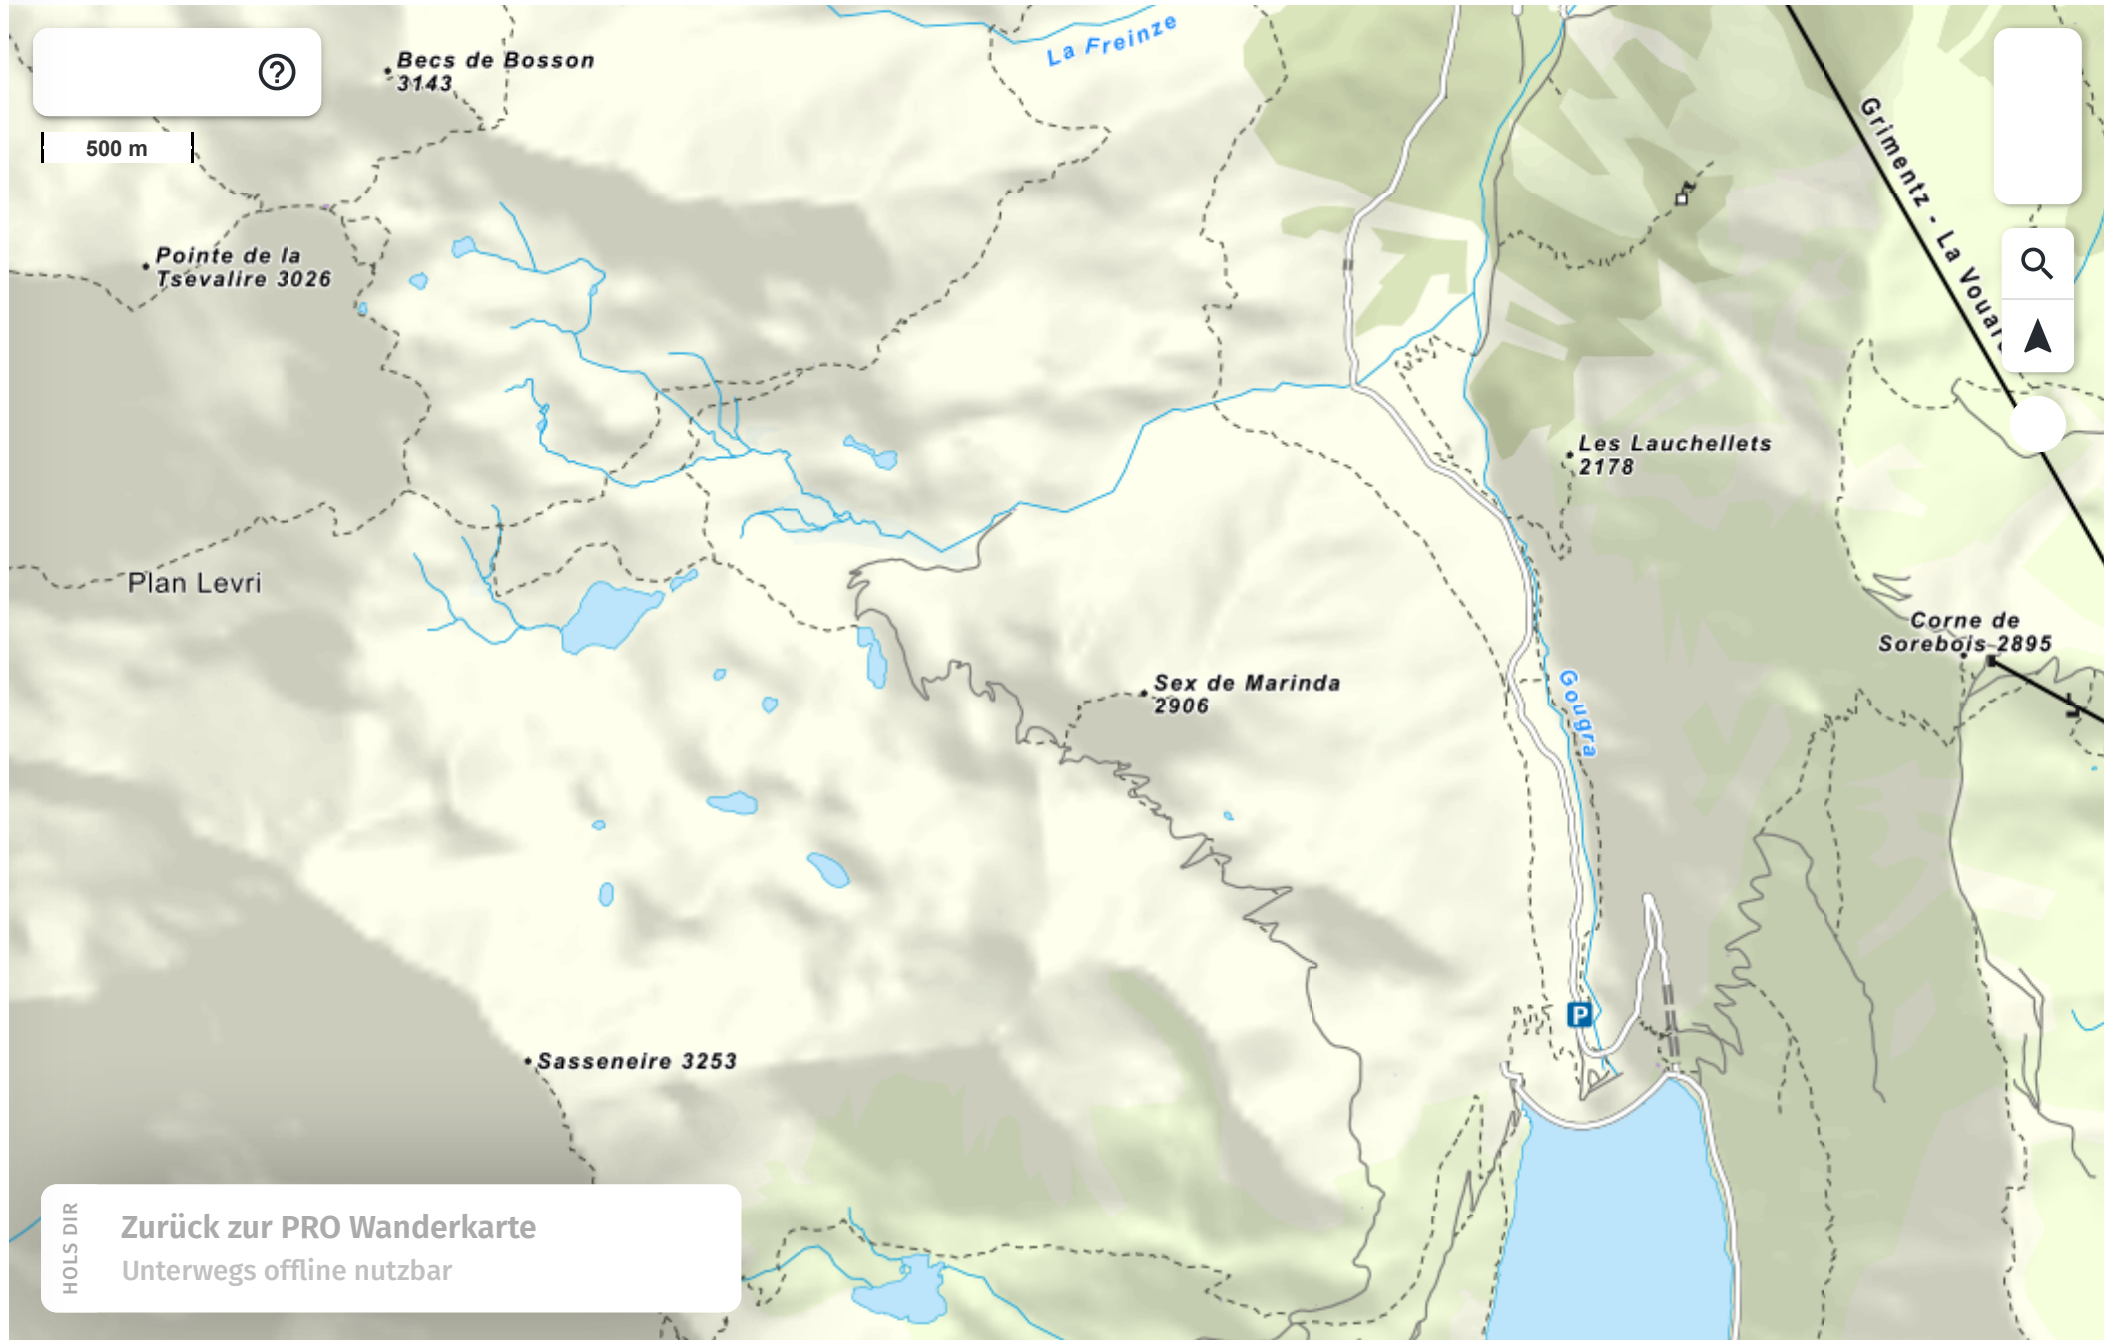 La Freinze
Becs de Bosson
3143
500 m
Grimentz - La Vouar
Pointe de la
Tsevalire 3026
Les Lauchellets
2178
Plan Levri
Corne de
Sorebois 2895
Sex de Marinda
2906
Gougra
P
Sasseneire 3253
HOLS DIR
Zurück zur PRO Wanderkarte
Unterwegs offline nutzbar